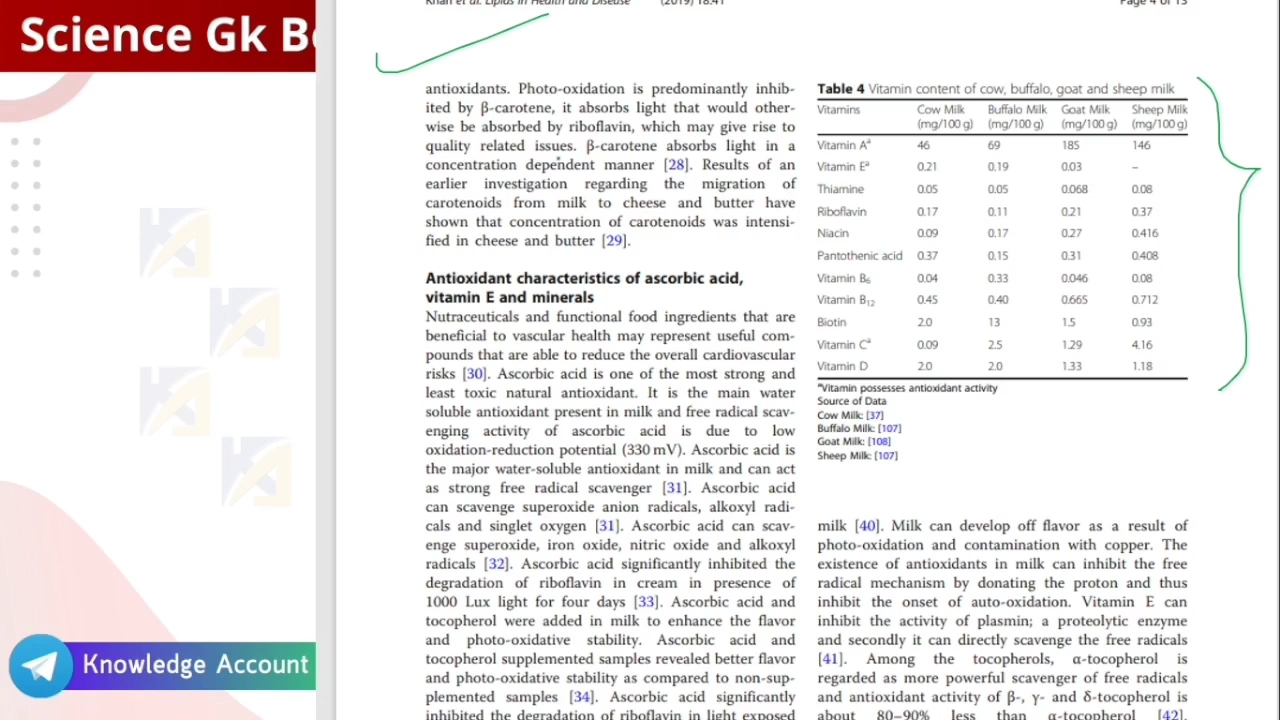 Science Gk B
Khan et al. Lipids in Health and Disease (2019) 18:41 Page 4 of 13
antioxidants. Photo-oxidation is predominantly inhib-
ited by β-carotene, it absorbs light that would other-
wise be absorbed by riboflavin, which may give rise to
quality related issues. β-carotene absorbs light in a
concentration dependent manner [28]. Results of an
earlier investigation regarding the migration of
carotenoids from milk to cheese and butter have
shown that concentration of carotenoids was intensi-
fied in cheese and butter [29].
Antioxidant characteristics of ascorbic acid,
vitamin E and minerals
Nutraceuticals and functional food ingredients that are
beneficial to vascular health may represent useful com-
pounds that are able to reduce the overall cardiovascular
risks [30]. Ascorbic acid is one of the most strong and
least toxic natural antioxidant. It is the main water
soluble antioxidant present in milk and free radical scav-
enging activity of ascorbic acid is due to low
oxidation-reduction potential (330 mV). Ascorbic acid is
the major water-soluble antioxidant in milk and can act
as strong free radical scavenger [31]. Ascorbic acid
can scavenge superoxide anion radicals, alkoxyl radi-
cals and singlet oxygen [31]. Ascorbic acid can scav-
enge superoxide, iron oxide, nitric oxide and alkoxyl
radicals [32]. Ascorbic acid significantly inhibited the
degradation of riboflavin in cream in presence of
1000 Lux light for four days [33]. Ascorbic acid and
tocopherol were added in milk to enhance the flavor
and photo-oxidative stability. Ascorbic acid and
tocopherol supplemented samples revealed better flavor
and photo-oxidative stability as compared to non-sup-
plemented samples [34]. Ascorbic acid significantly
inhibited the degradation of riboflavin in light exposed
Table 4 Vitamin content of cow, buffalo, goat and sheep milk
Vitamins Cow Milk (mg/100 g) Buffalo Milk (mg/100 g) Goat Milk (mg/100 g) Sheep Milk (mg/100 g)
Vitamin Aª 46 69 185 146
Vitamin Eª 0.21 0.19 0.03 –
Thiamine 0.05 0.05 0.068 0.08
Riboflavin 0.17 0.11 0.21 0.37
Niacin 0.09 0.17 0.27 0.416
Pantothenic acid 0.37 0.15 0.31 0.408
Vitamin B₆ 0.04 0.33 0.046 0.08
Vitamin B₁₂ 0.45 0.40 0.665 0.712
Biotin 2.0 13 1.5 0.93
Vitamin Cª 0.09 2.5 1.29 4.16
Vitamin D 2.0 2.0 1.33 1.18
ªVitamin possesses antioxidant activity
Source of Data
Cow Milk: [37]
Buffalo Milk: [107]
Goat Milk: [108]
Sheep Milk: [107]
milk [40]. Milk can develop off flavor as a result of
photo-oxidation and contamination with copper. The
existence of antioxidants in milk can inhibit the free
radical mechanism by donating the proton and thus
inhibit the onset of auto-oxidation. Vitamin E can
inhibit the activity of plasmin; a proteolytic enzyme
and secondly it can directly scavenge the free radicals
[41]. Among the tocopherols, α-tocopherol is
regarded as more powerful scavenger of free radicals
and antioxidant activity of β-, γ- and δ-tocopherol is
about 80–90% less than α-tocopherol [42].
Knowledge Account